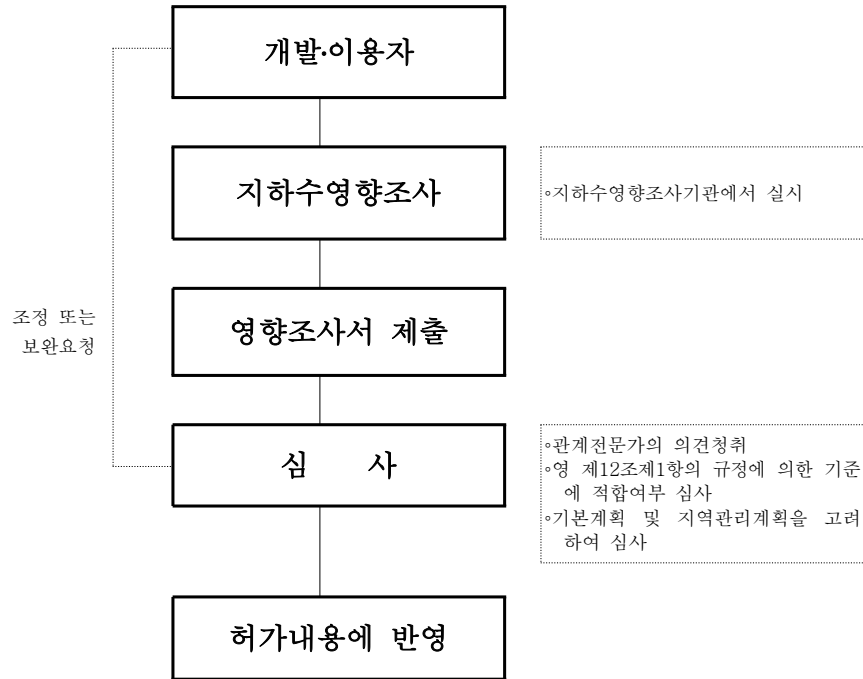 개발·이용자
지하수영향조사
◦지하수영향조사기관에서 실시
조정 또는
보완요청
영향조사서 제출
심 사
◦관계전문가의 의견청취
◦영 제12조제1항의 규정에 의한 기준
에 적합여부 심사
◦기본계획 및 지역관리계획을 고려
하여 심사
허가내용에 반영